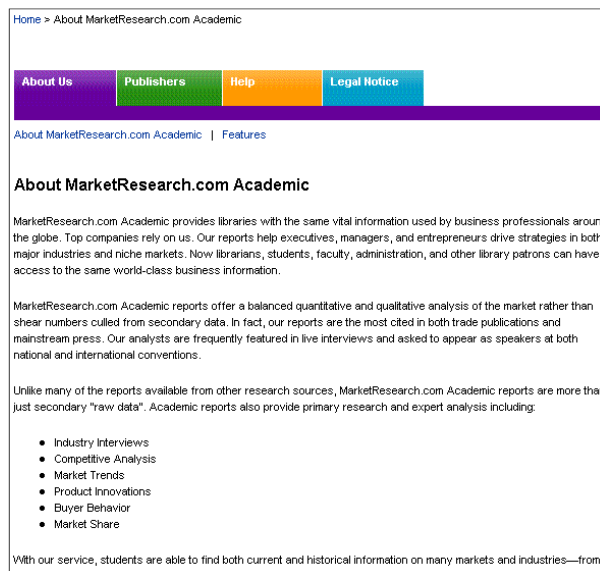 Home > About MarketResearch.com Academic
About Us Publishers Help Legal Notice
About MarketResearch.com Academic | Features
About MarketResearch.com Academic
MarketResearch.com Academic provides libraries with the same vital information used by business professionals aroun
the globe. Top companies rely on us. Our reports help executives, managers, and entrepreneurs drive strategies in both
major industries and niche markets. Now librarians, students, faculty, administration, and other library patrons can have
access to the same world-class business information.
MarketResearch.com Academic reports offer a balanced quantitative and qualitative analysis of the market rather than
shear numbers culled from secondary data. In fact, our reports are the most cited in both trade publications and
mainstream press. Our analysts are frequently featured in live interviews and asked to appear as speakers at both
national and international conventions.
Unlike many of the reports available from other research sources, MarketResearch.com Academic reports are more tha
just secondary "raw data". Academic reports also provide primary research and expert analysis including:
● Industry Interviews
● Competitive Analysis
● Market Trends
● Product Innovations
● Buyer Behavior
● Market Share
With our service, students are able to find both current and historical information on many markets and industries—from